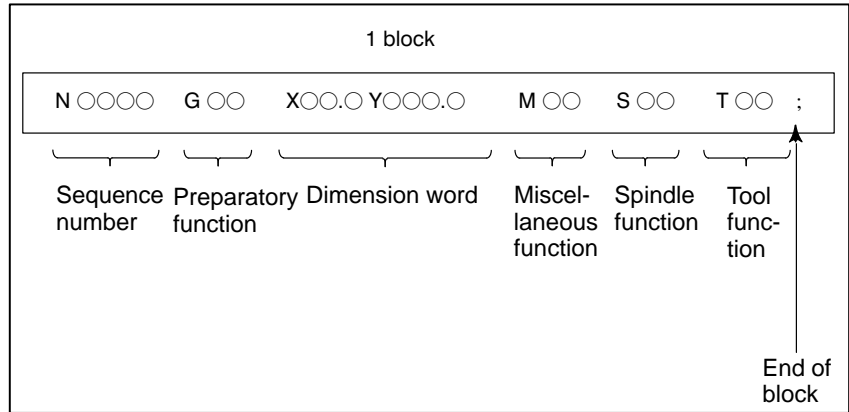 1 block
N ○○○○ G ○○ X○○.○ Y○○○.○ M ○○ S ○○ T ○○ ;
Sequence number
Preparatory function
Dimension word
Miscel-
laneous
function
Spindle
function
Tool
func-
tion
End of
block